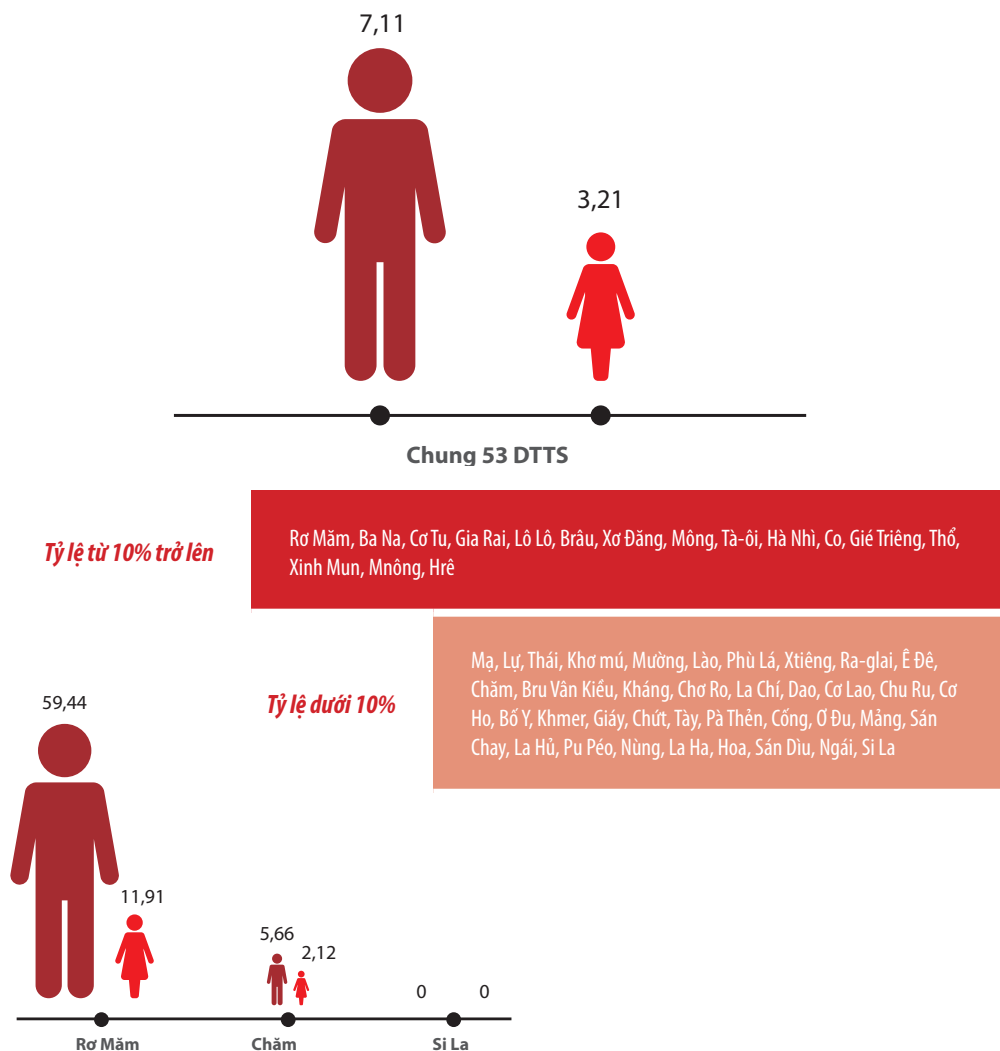 7,11
3,21
Chung 53 DTTS
Tỷ lệ từ 10% trở lên
Rơ Măm, Ba Na, Cơ Tu, Gia Rai, Lô Lô, Brâu, Xơ Đăng, Mông, Tà-ôi, Hà Nhì, Co, Gié Triêng, Thổ,
Xinh Mun, Mnông, Hrê
Tỷ lệ dưới 10%
Mạ, Lự, Thái, Khơ mú, Mường, Lào, Phù Lá, Xtiêng, Ra-glai, Ê Đê,
Chăm, Bru Vân Kiều, Kháng, Chơ Ro, La Chí, Dao, Cơ Lao, Chu Ru, Cơ
Ho, Bố Y, Khmer, Giáy, Chứt, Tày, Pà Thẻn, Cống, Ơ Đu, Mảng, Sán
Chay, La Hủ, Pu Péo, Nùng, La Ha, Hoa, Sán Dìu, Ngái, Si La
59,44
11,91
5,66
2,12
0
0
Rơ Măm
Chăm
Si La